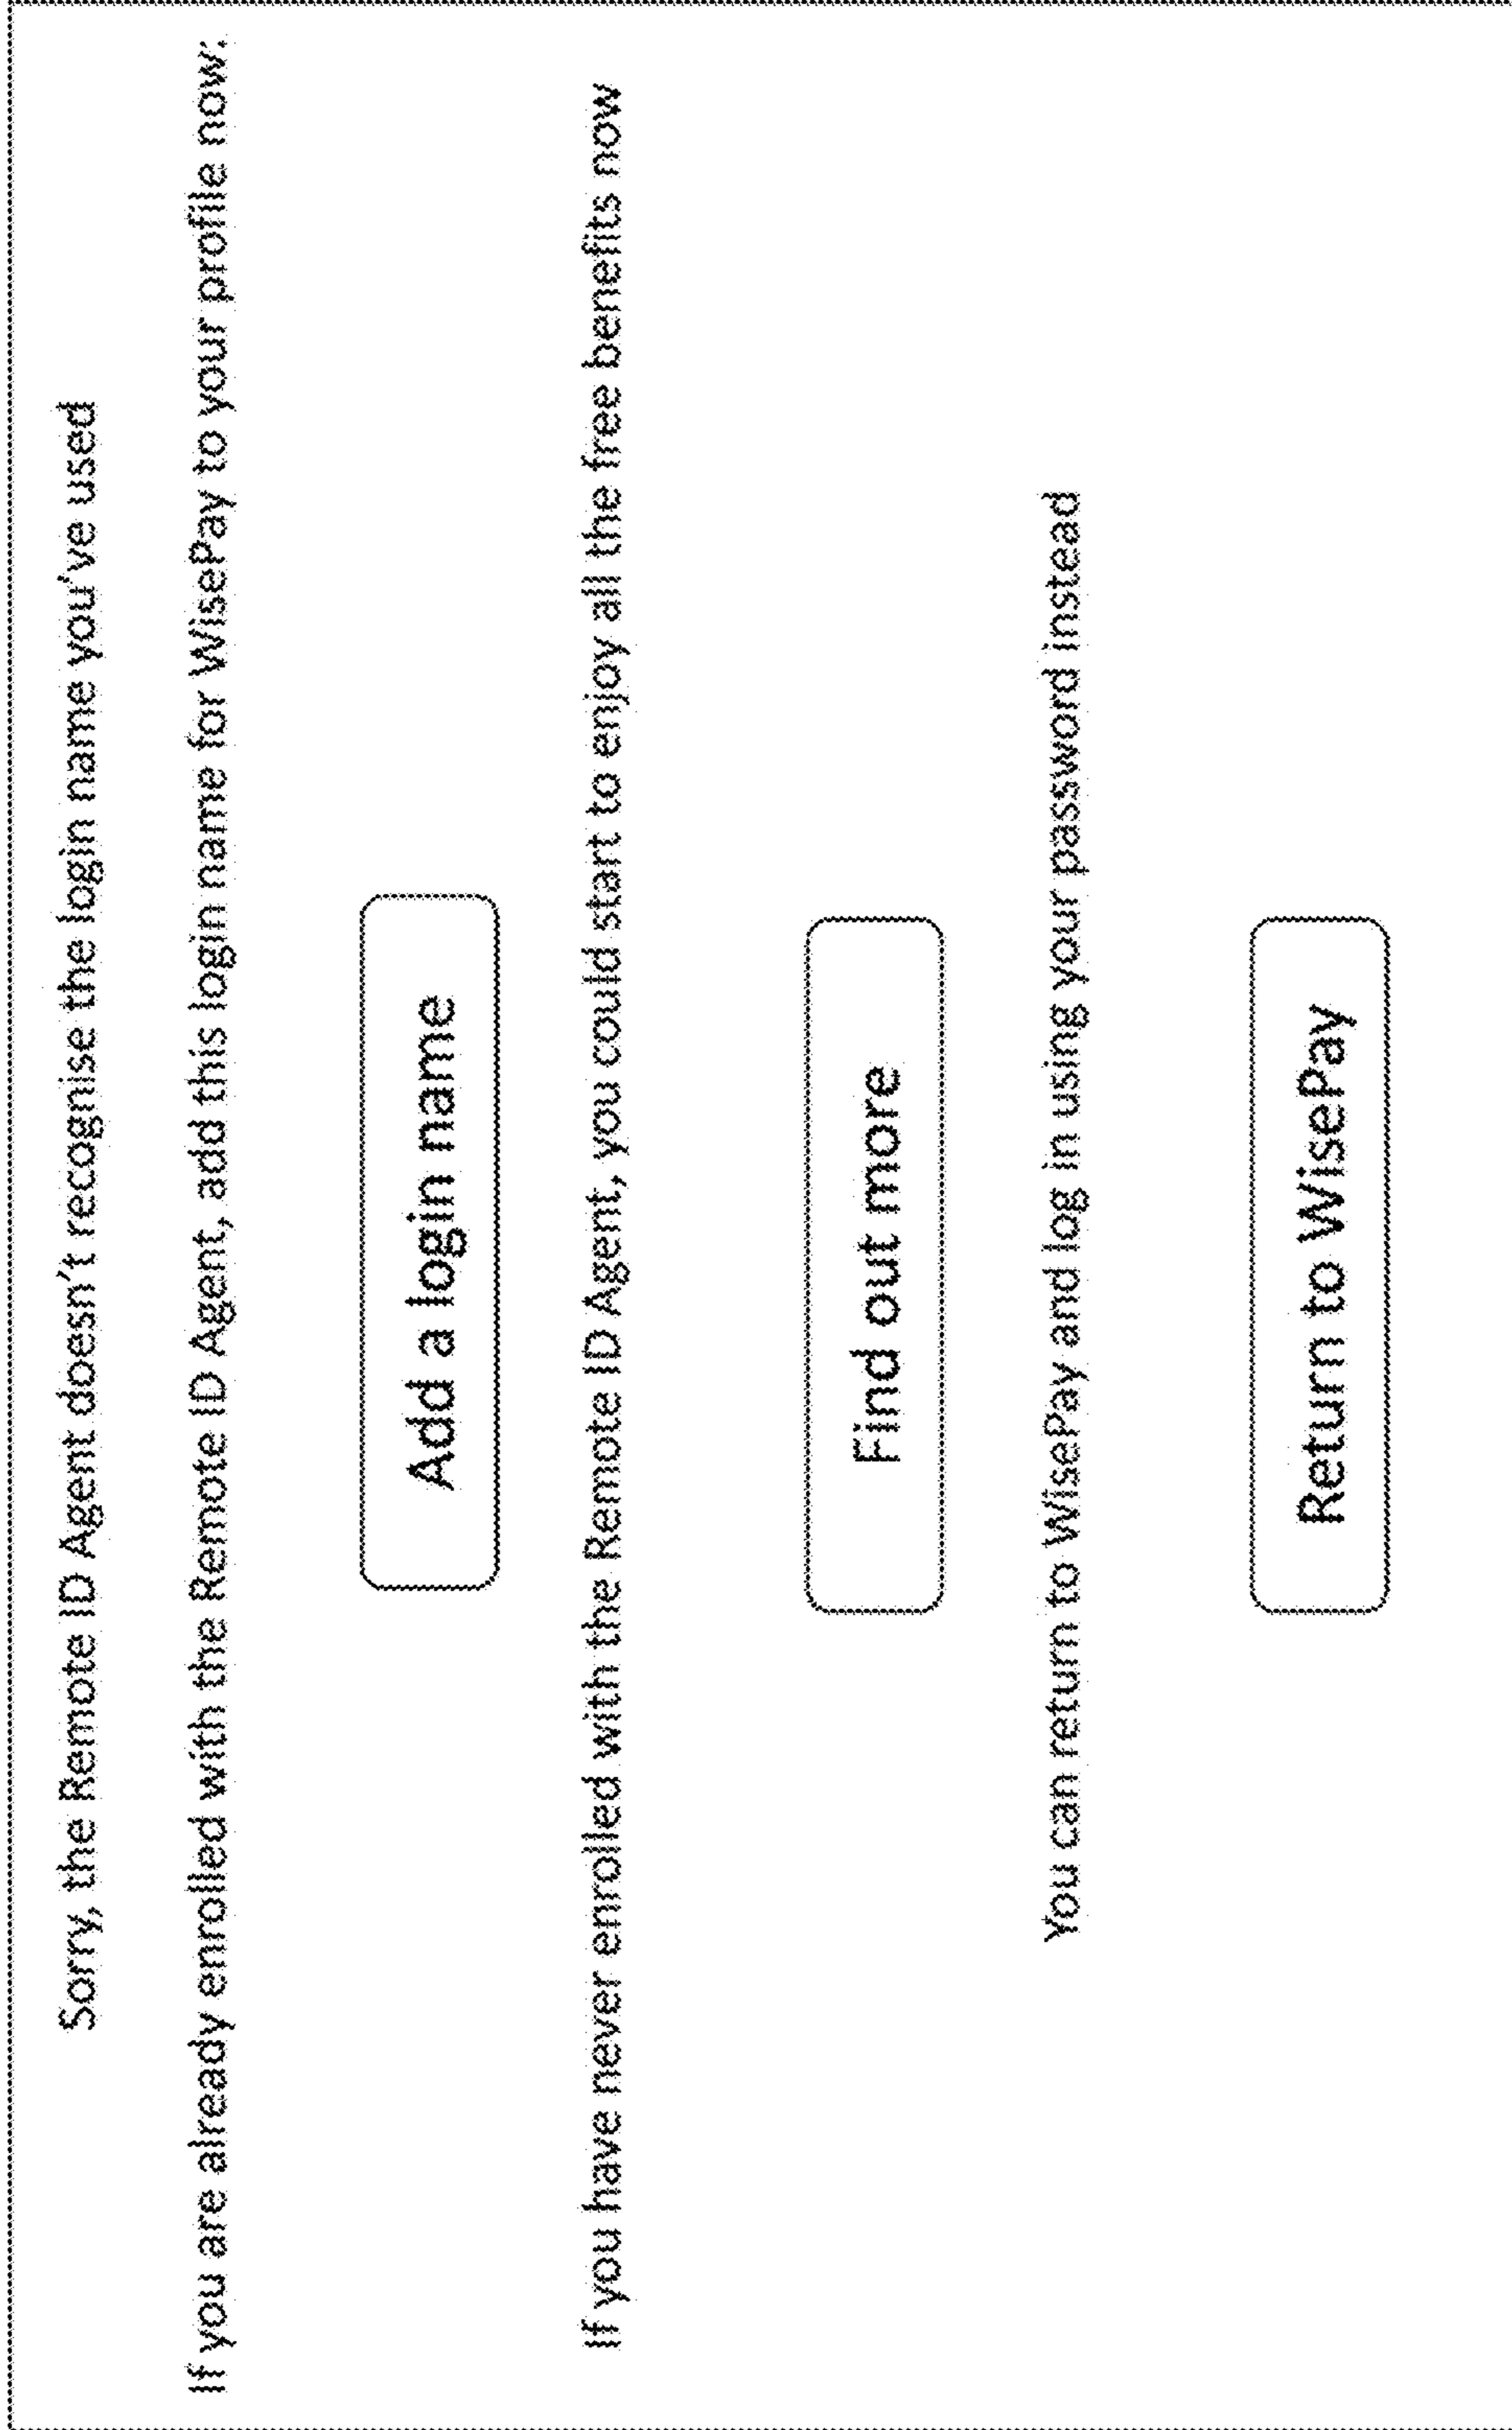 Sorry, the Remote ID Agent doesn't recognise the login name you've used
If you are already enrolled with the Remote ID Agent, add this login name for WisePay to your profile now:
Add a login name
If you have never enrolled with the Remote ID Agent, you could start to enjoy all the free benefits now
Find out more
You can return to WisePay and log in using your password instead
Return to WisePay